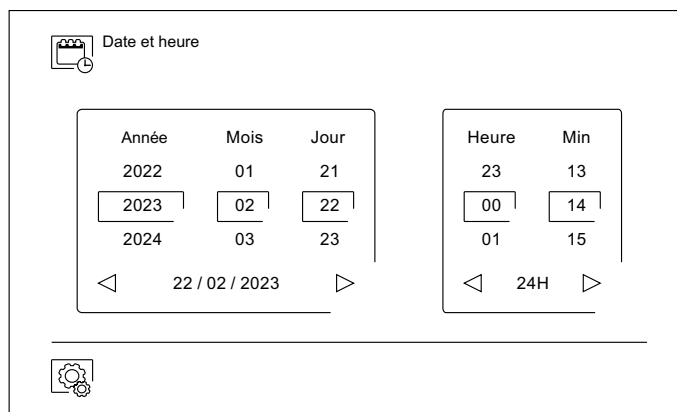 Date et heure
Année Mois Jour
2022 01 21
2023 02 22
2024 03 23
22 / 02 / 2023
Heure Min
23 13
00 14
01 15
24H